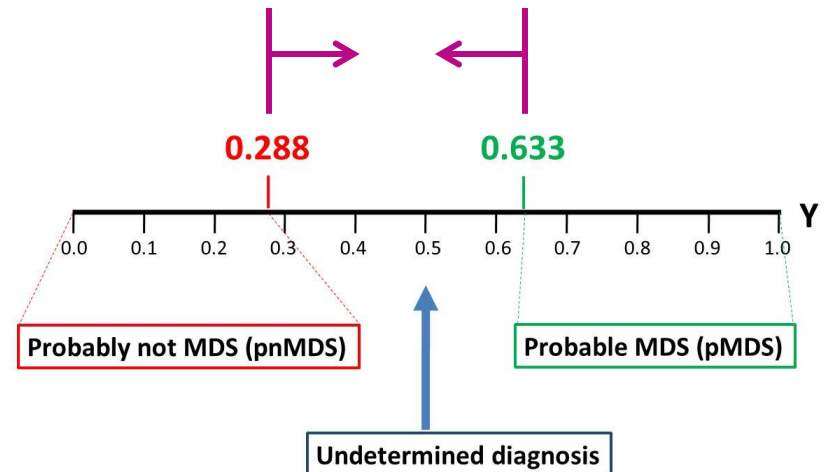 0.288 0.633
Y
0.0 0.1 0.2 0.3 0.4 0.5 0.6 0.7 0.8 0.9 1.0
Probably not MDS (pnMDS) Probable MDS (pMDS)
Undetermined diagnosis